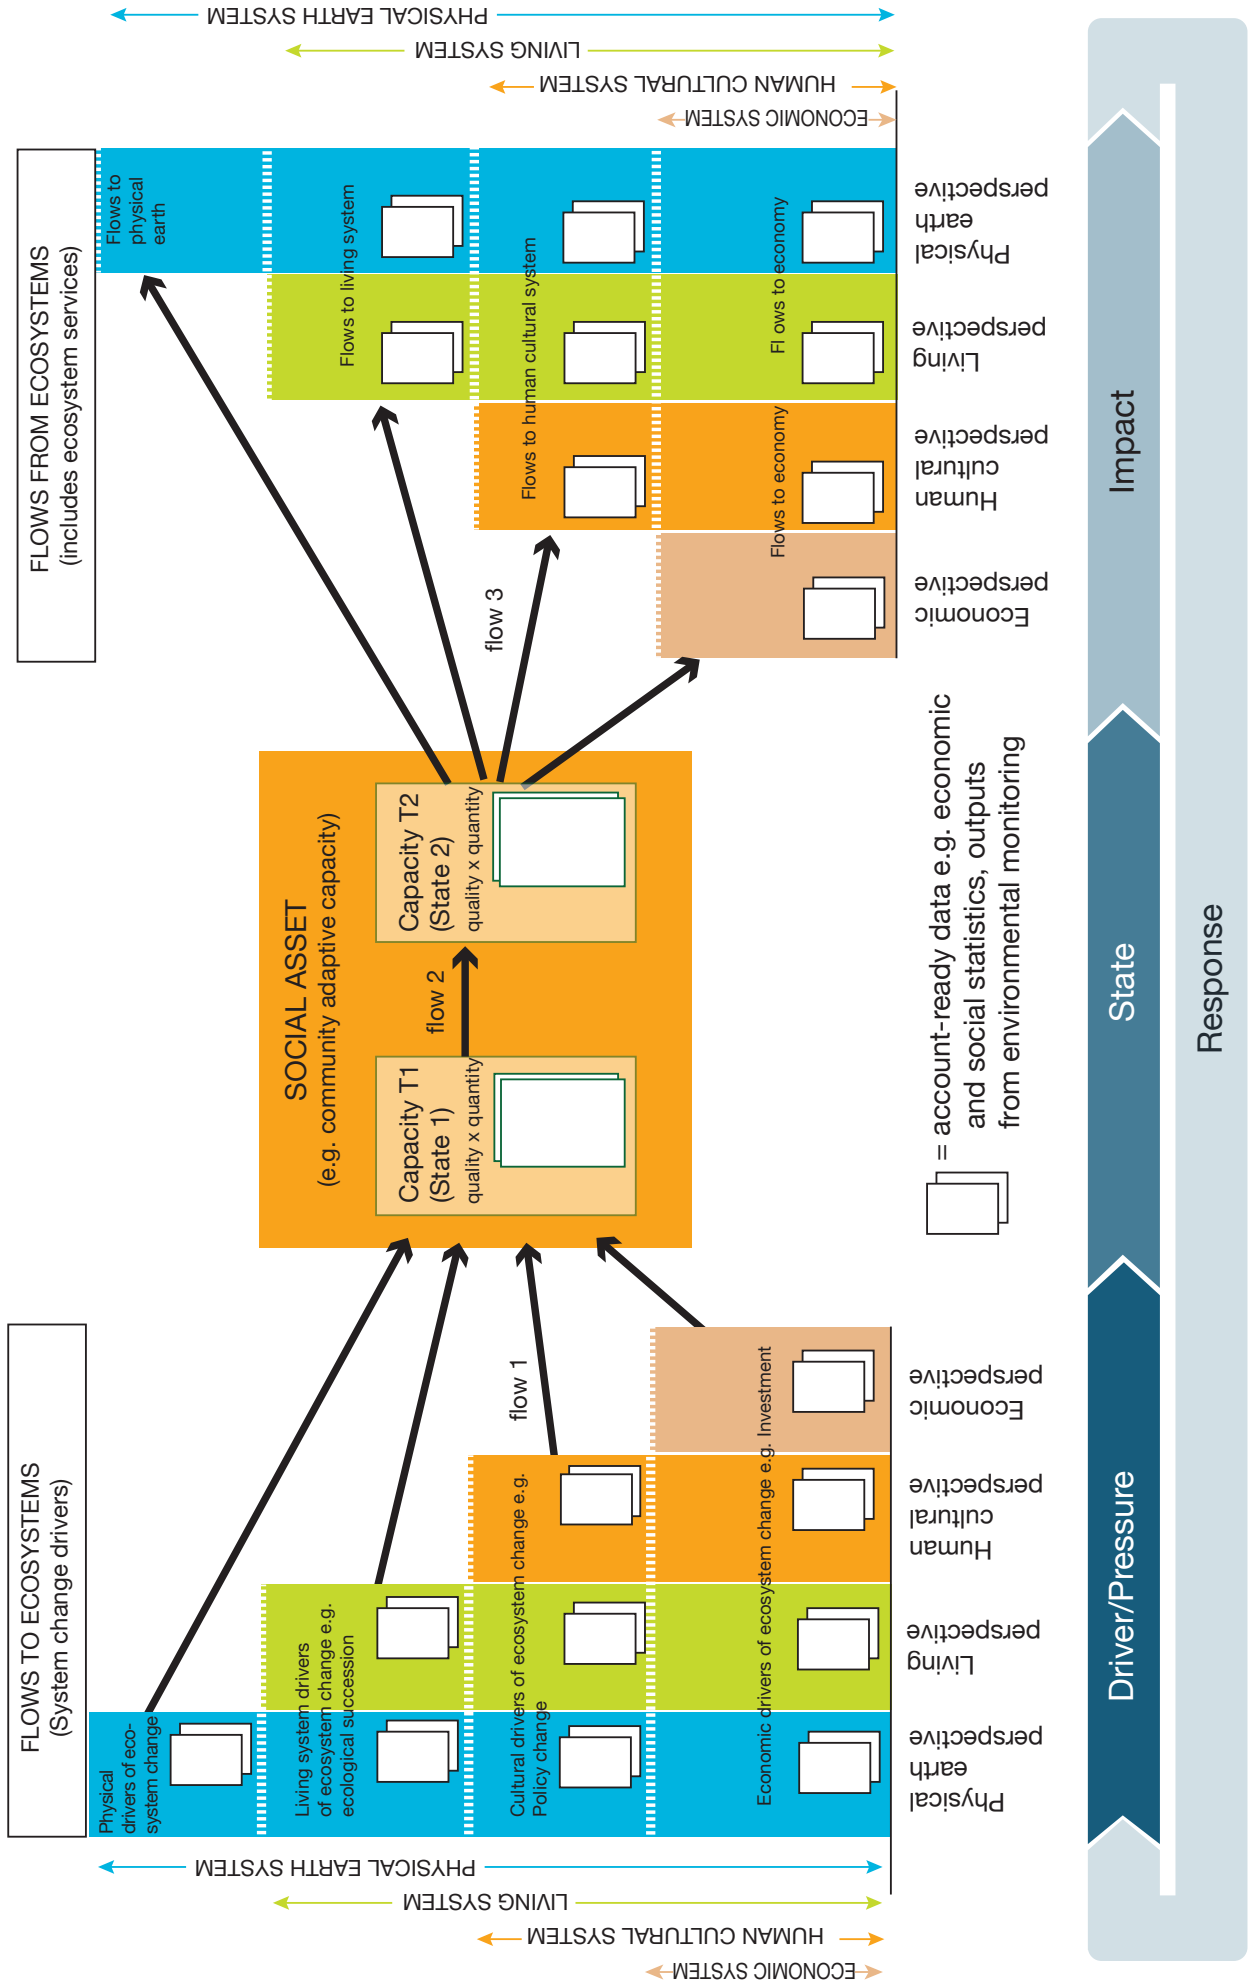 FLOWS TO ECOSYSTEMS
(System change drivers)
PHYSICAL EARTH SYSTEM
LIVING SYSTEM
HUMAN CULTURAL SYSTEM
ECONOMIC SYSTEM
Physical
drivers of eco-
system change
Living system drivers
of ecosystem change e.g.
ecological succession
Cultural drivers of ecosystem change e.g.
Policy change
Economic drivers of ecosystem change e.g. Investment
Physical
earth
perspective
Living
perspective
Human
cultural
perspective
Economic
perspective
flow 1
SOCIAL ASSET
(e.g. community adaptive capacity)
Capacity T1
(State 1)
quality x quantity
flow 2
Capacity T2
(State 2)
quality x quantity
flow 3
= account-ready data e.g. economic
and social statistics, outputs
from environmental monitoring
FLOWS FROM ECOSYSTEMS
(includes ecosystem services)
Flows to
physical
earth
Flows to living system
Flows to human cultural system
Flows to economy
Fl ows to economy
Economic
perspective
Human
cultural
perspective
Living
perspective
Physical
earth
perspective
PHYSICAL EARTH SYSTEM
LIVING SYSTEM
HUMAN CULTURAL SYSTEM
ECONOMIC SYSTEM
Driver/Pressure
State
Impact
Response